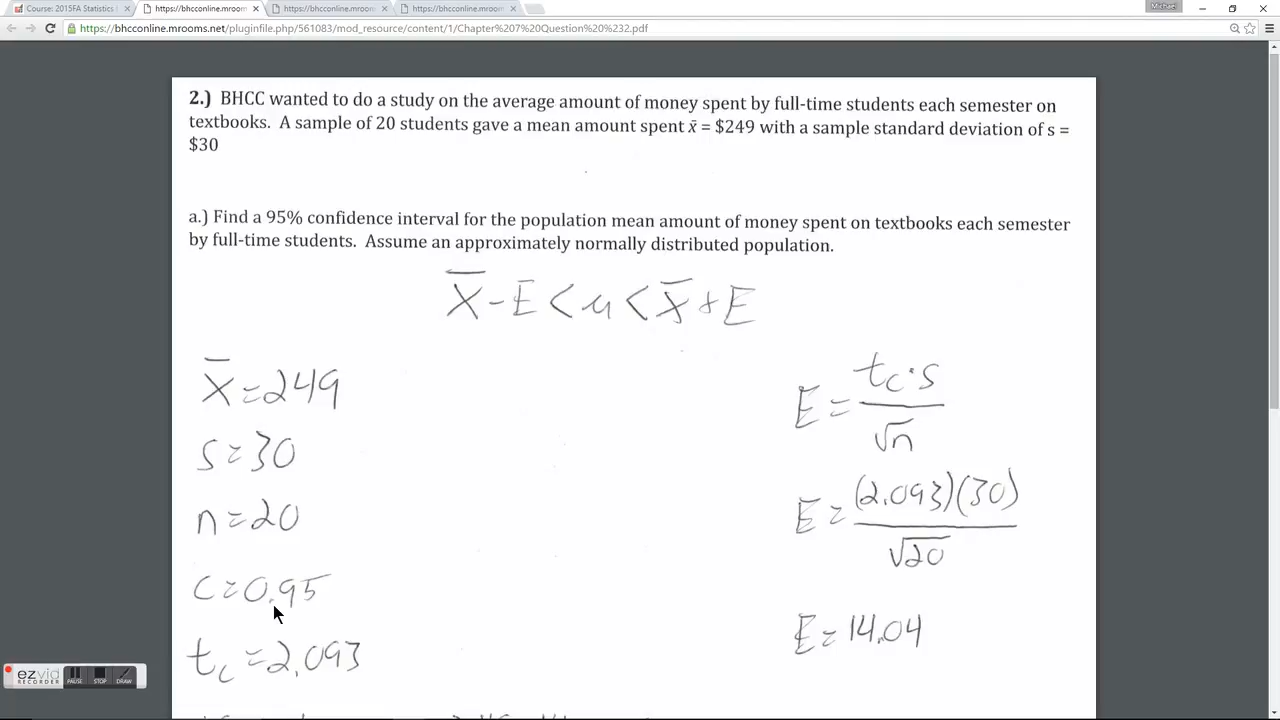 Course: 2015FA Statistics
https://bhcconline.mrooms
https://bhcconline.mrooms
https://bhcconline.mrooms
Michael
https://bhcconline.mrooms.net/pluginfile.php/561083/mod_resource/content/1/Chapter%207%20Question%20%232.pdf
2.) BHCC wanted to do a study on the average amount of money spent by full-time students each semester on
textbooks. A sample of 20 students gave a mean amount spent x̄ = $249 with a sample standard deviation of s =
$30
a.) Find a 95% confidence interval for the population mean amount of money spent on textbooks each semester
by full-time students. Assume an approximately normally distributed population.
X̄ - E < μ < X̄ + E
X̄ = 249
s = 30
n = 20
c = 0.95
t_c = 2.093
E = t_c · s / √n
E = (2.093)(30) / √20
E = 14.04
ezvid
RECORDER
PAUSE
STOP
DRAW